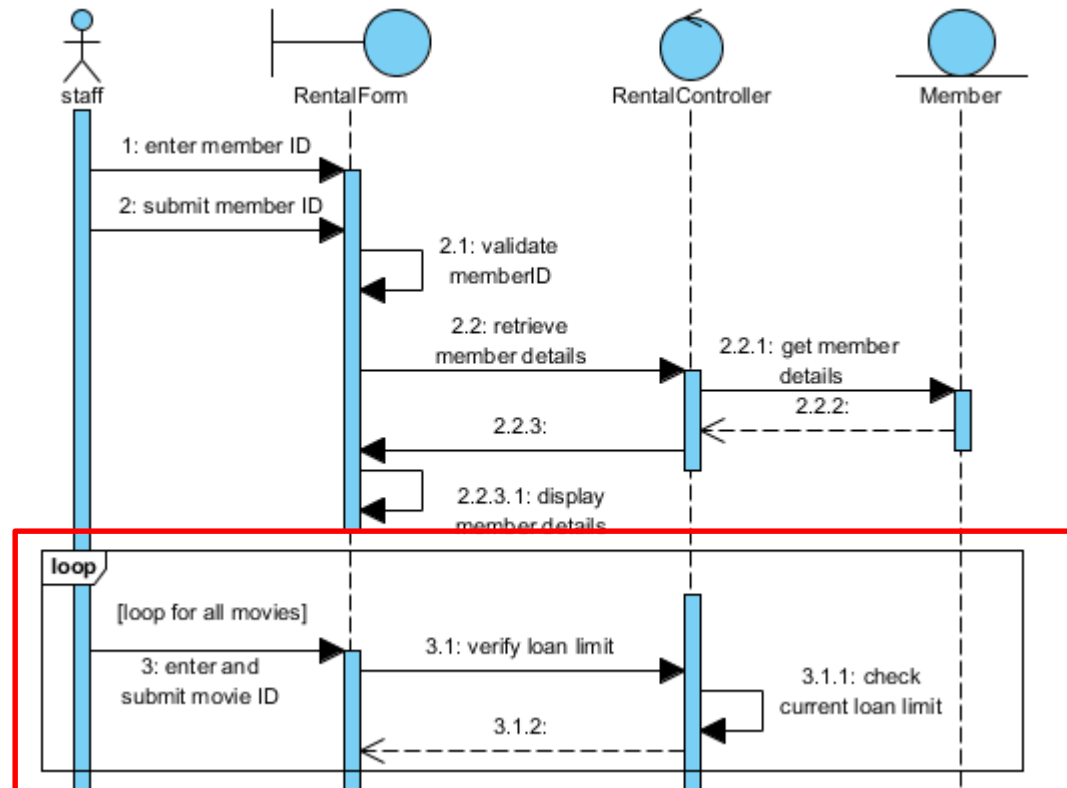 staff
RentalForm
RentalController
Member
1: enter member ID
2: submit member ID
2.1: validate
memberID
2.2: retrieve
member details
2.2.1: get member
details
2.2.2:
2.2.3:
2.2.3.1: display
member details
loop
[loop for all movies]
3: enter and
submit movie ID
3.1: verify loan limit
3.1.1: check
current loan limit
3.1.2: